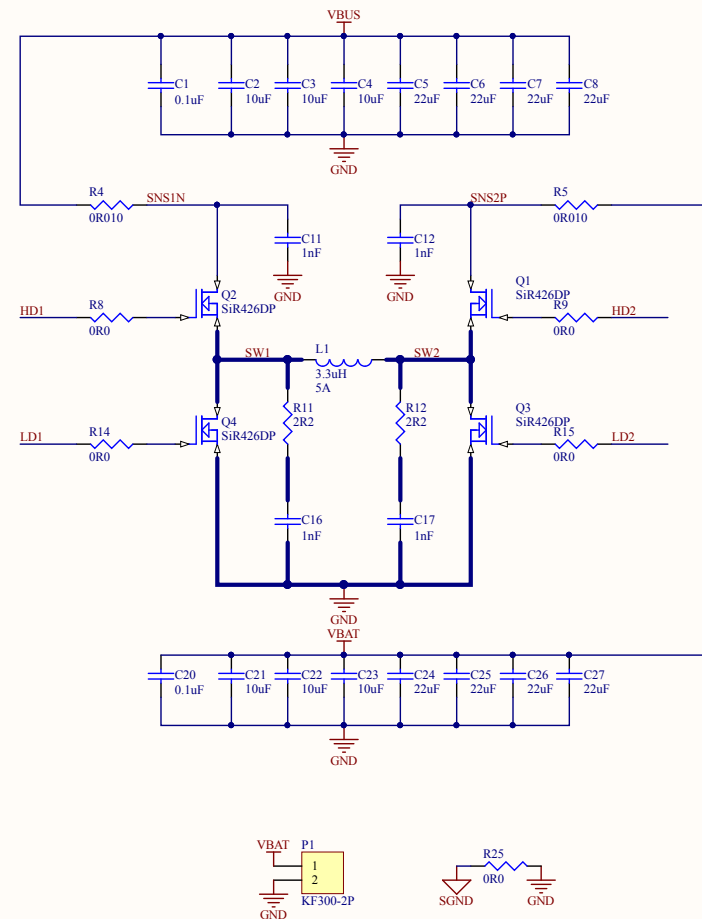 VBUS
C1
0.1uF
C2
10uF
C3
10uF
C4
10uF
C5
22uF
C6
22uF
C7
22uF
C8
22uF
GND
R4
0R010
SNS1N
SNS2P
R5
0R010
C11
1nF
GND
C12
1nF
GND
Q2
SiR426DP
Q1
SiR426DP
HD1
R8
0R0
R9
0R0
HD2
SW1
L1
3.3uH
5A
SW2
R11
2R2
R12
2R2
Q4
SiR426DP
Q3
SiR426DP
LD1
R14
0R0
R15
0R0
LD2
C16
1nF
C17
1nF
GND
VBAT
C20
0.1uF
C21
10uF
C22
10uF
C23
10uF
C24
22uF
C25
22uF
C26
22uF
C27
22uF
GND
VBAT
P1
1
2
KF300-2P
GND
R25
0R0
SGND
GND